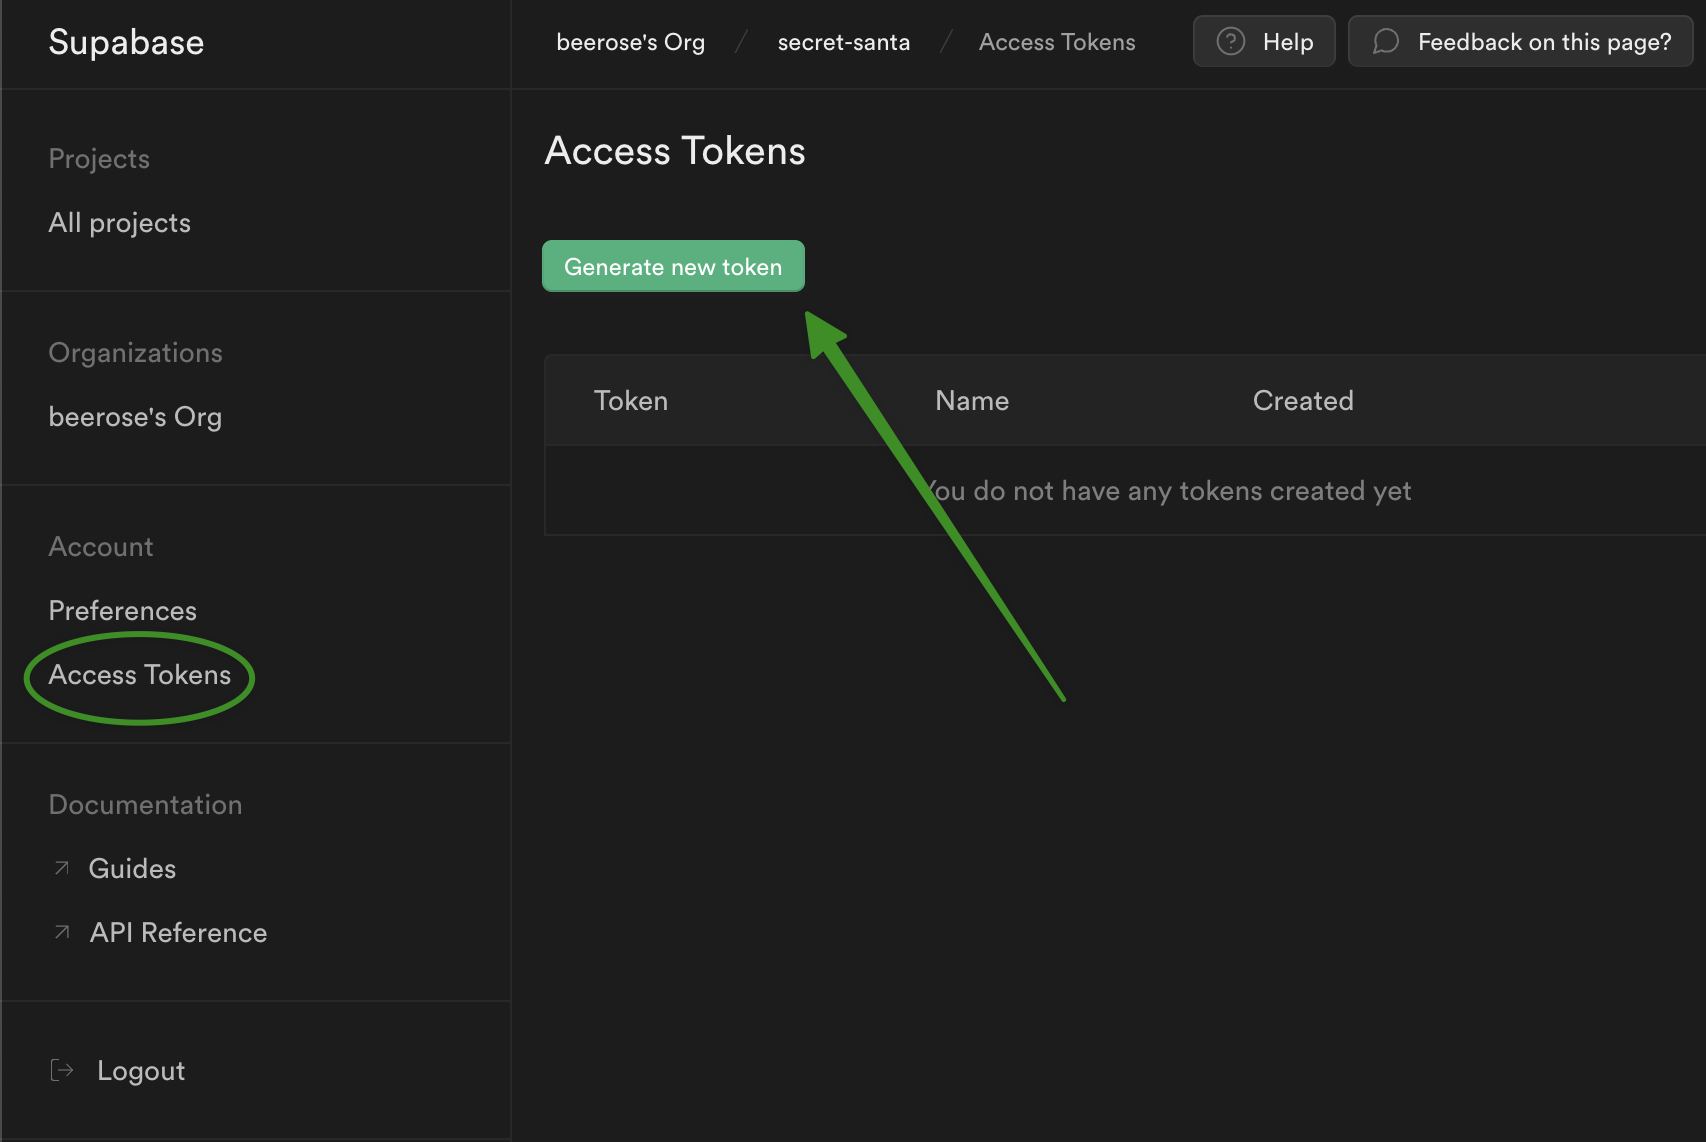 Supabase
Projects
All projects
Organizations
beerose's Org
Account
Preferences
Access Tokens
Documentation
Guides
API Reference
Logout
beerose's Org / secret-santa / Access Tokens
Help
Feedback on this page?
Access Tokens
Generate new token
Token Name Created
You do not have any tokens created yet